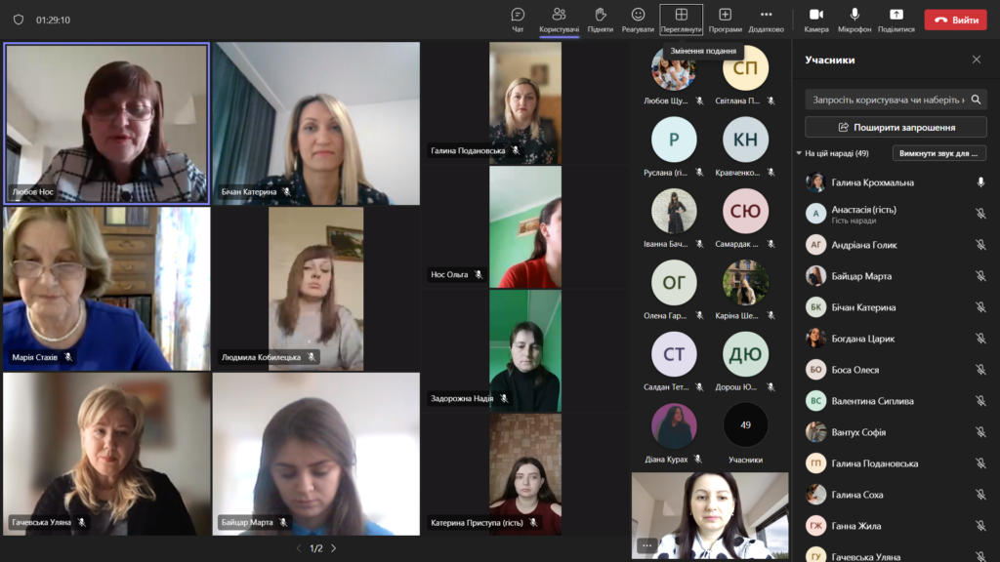 01:29:10
Чат
Користувачі
Підняти
Реагувати
Переглянути
Програми
Додатково
Камера
Мікрофон
Поділитися
Вийти
Змінення подання
Любов Нос
Бічан Катерина
Галина Подановська
Нос Ольга
Марія Стахів
Людмила Кобилецька
Задорожна Надія
Гачевська Уляна
Байцар Марта
Катерина Приступа (гість)
1/2
СП
Любов Щу...
Світлана П...
Р
КН
Руслана (гі...
Кравченко...
СЮ
Іванна Бач...
Самардак ...
ОГ
Олена Гар...
Каріна Ше...
СТ
ДЮ
Салдан Тет...
Дорош Ю...
49
Діана Курах
Учасники
Учасники
Запросіть користувача чи наберіть н
Поширити запрошення
На цій нараді (49)
Вимкнути звук для ...
Галина Крохмальна
А
Анастасія (гість)
Гість наради
АГ
Андріана Голик
Байцар Марта
БК
Бічан Катерина
Богдана Царик
БО
Боса Олеся
ВС
Валентина Сиплива
Вантух Софія
ГП
Галина Подановська
Галина Соха
ГЖ
Ганна Жила
ГУ
Гачевська Уляна